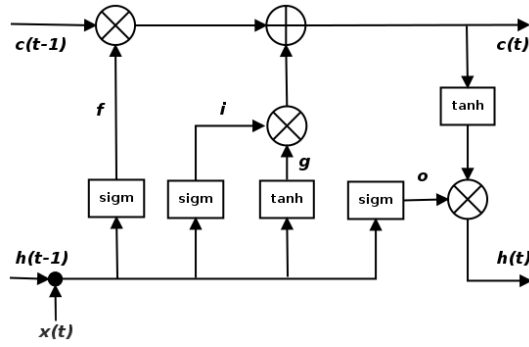 c(t-1)
c(t)
f
i
tanh
g
o
sigm
sigm
tanh
sigm
h(t-1)
h(t)
x(t)